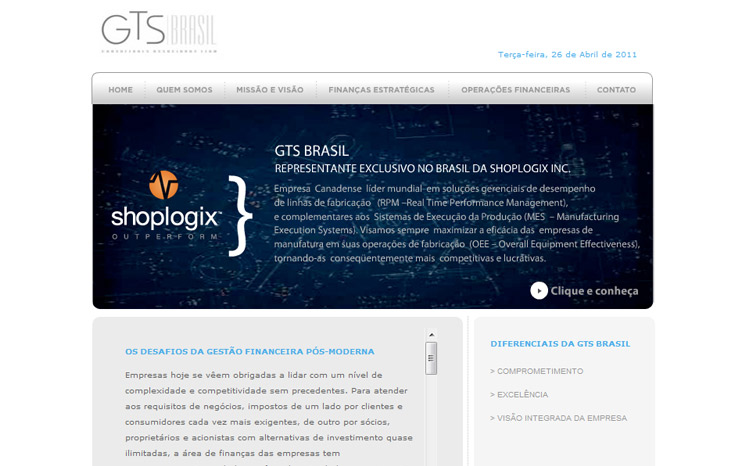 GTS BRASIL
Terça-feira, 26 de Abril de 2011
HOME QUEM SOMOS MISSÃO E VISÃO FINANÇAS ESTRATÉGICAS OPERAÇÕES FINANCEIRAS CONTATO
GTS BRASIL
REPRESENTANTE EXCLUSIVO NO BRASIL DA SHOPLOGIX INC.
Empresa Canadense líder mundial em soluções gerenciais de desempenho
de linhas de fabricação (RPM –Real Time Performance Management),
e complementares aos Sistemas de Execução da Produção (MES – Manufacturing
Execution Systems). Visamos sempre maximizar a eficácia das empresas de
manufatura em suas operações de fabricação (OEE – Overall Equipment Effectiveness),
tornando-as conseqüentemente mais competitivas e lucrativas.
shoplogix™
OUTPERFORM
Clique e conheça
OS DESAFIOS DA GESTÃO FINANCEIRA PÓS-MODERNA
Empresas hoje se vêem obrigadas a lidar com um nível de
complexidade e competitividade sem precedentes. Para atender
aos requisitos de negócios, impostos de um lado por clientes e
consumidores cada vez mais exigentes, de outro por sócios,
proprietários e acionistas com alternativas de investimento quase
ilimitadas, a área de finanças das empresas tem
DIFERENCIAIS DA GTS BRASIL
> COMPROMETIMENTO
> EXCELÊNCIA
> VISÃO INTEGRADA DA EMPRESA